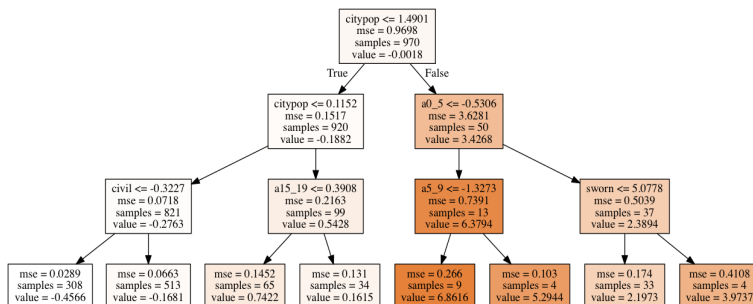 citypop <= 1.4901
mse = 0.9698
samples = 970
value = -0.0018
True
False
citypop <= 0.1152
mse = 0.1517
samples = 920
value = -0.1882
a0_5 <= -0.5306
mse = 3.6281
samples = 50
value = 3.4268
civil <= -0.3227
mse = 0.0718
samples = 821
value = -0.2763
a15_19 <= 0.3908
mse = 0.2163
samples = 99
value = 0.5428
a5_9 <= -1.3273
mse = 0.7391
samples = 13
value = 6.3794
sworn <= 5.0778
mse = 0.5039
samples = 37
value = 2.3894
mse = 0.0289
samples = 308
value = -0.4566
mse = 0.0663
samples = 513
value = -0.1681
mse = 0.1452
samples = 65
value = 0.7422
mse = 0.131
samples = 34
value = 0.1615
mse = 0.266
samples = 9
value = 6.8616
mse = 0.103
samples = 4
value = 5.2944
mse = 0.174
samples = 33
value = 2.1973
mse = 0.4108
samples = 4
value = 3.9737